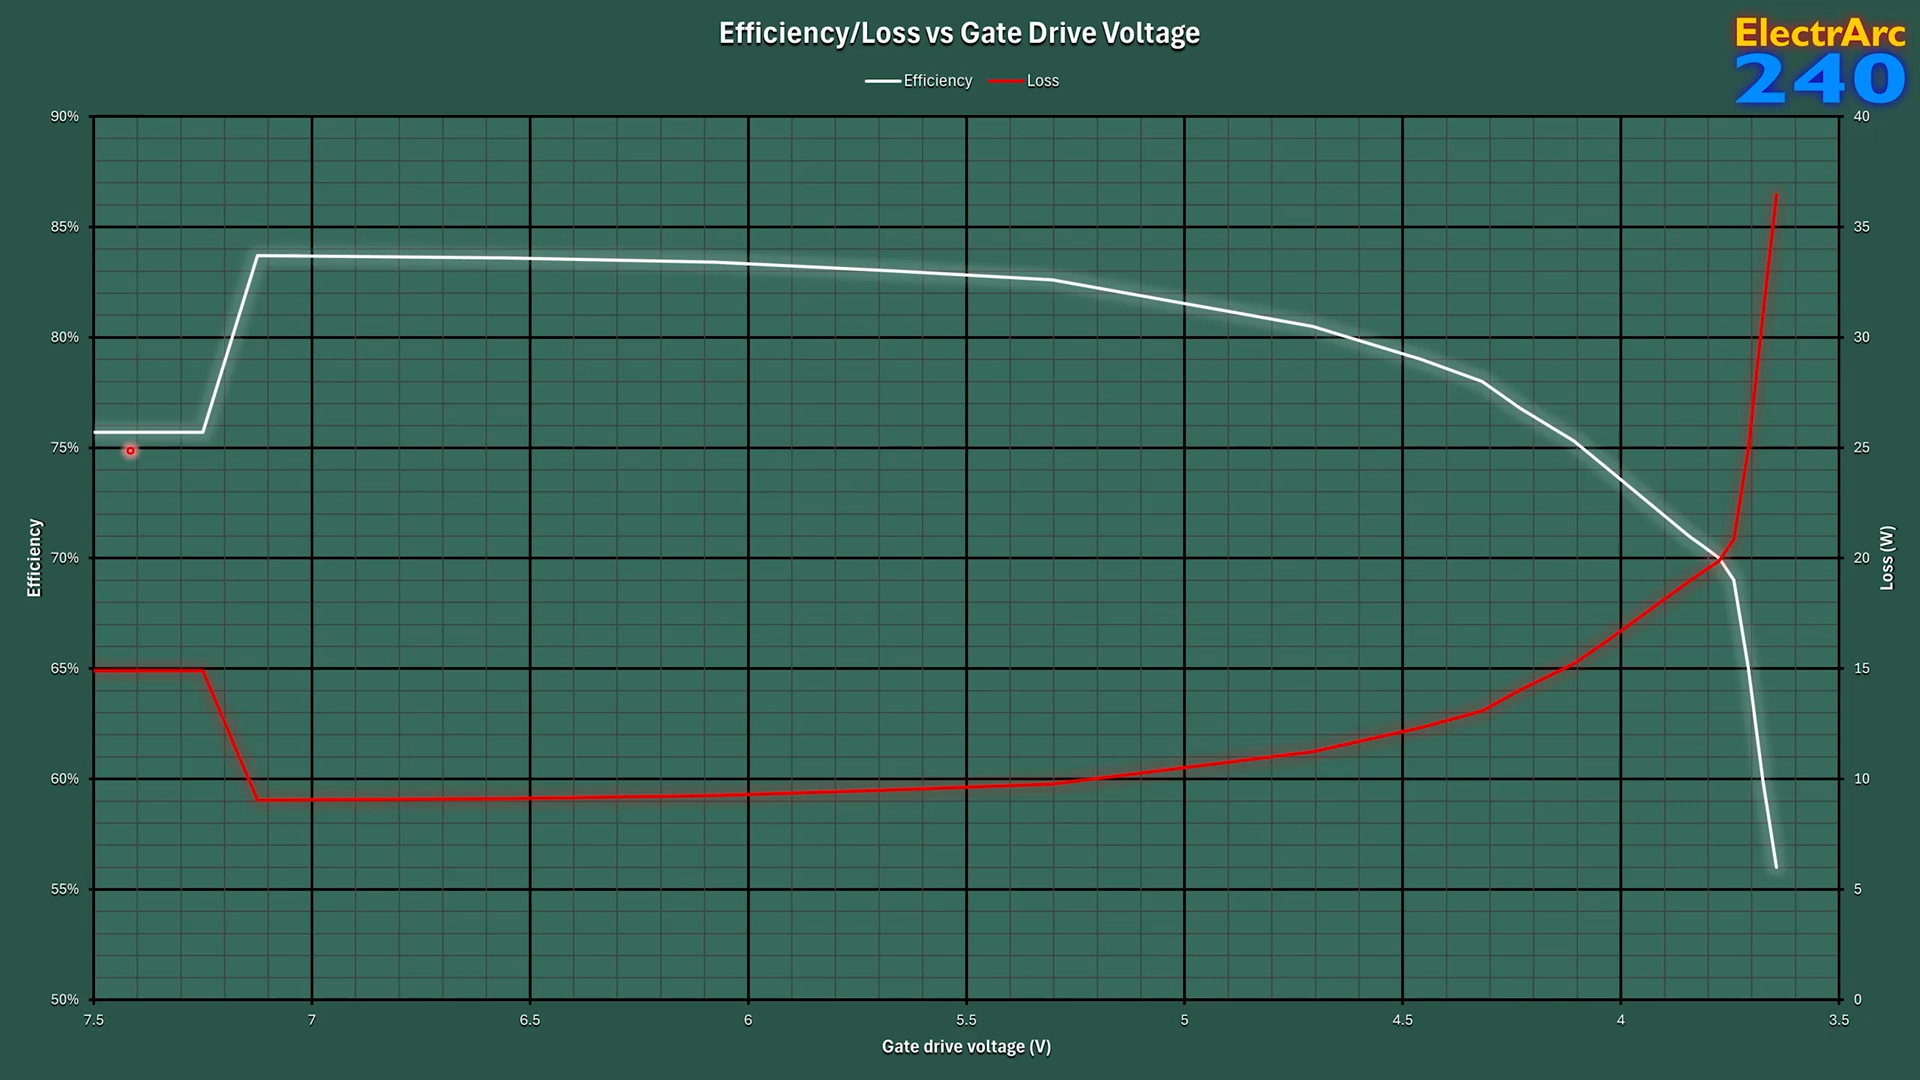 Efficiency/Loss vs Gate Drive Voltage
ElectrArc
240
Efficiency Loss
90% 40
85% 35
80% 30
75% 25
70% 20
65% 15
60% 10
55% 5
50% 0
Efficiency
Loss (W)
7.5 7 6.5 6 5.5 5 4.5 4 3.5
Gate drive voltage (V)